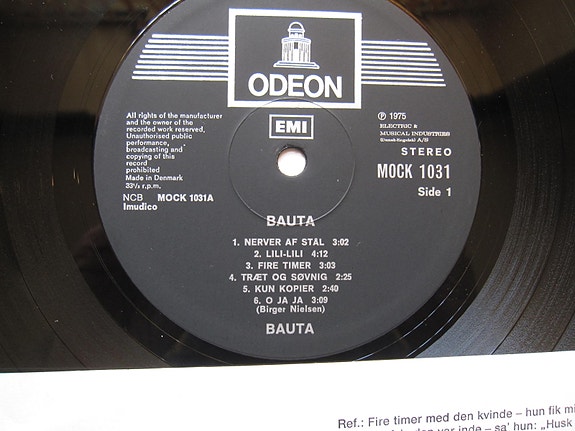 ODEON
EMI
All rights of the manufacturer
and the owner of the
recorded work reserved,
Unauthorised public
performance,
broadcasting and
copying of this
record
prohibited
Made in Denmark
33⅓ r.p.m.
NCB MOCK 1031A
Imudico
℗ 1975
ELECTRIC &
MUSICAL INDUSTRIES
(Dansk-Engelsk) A/S
STEREO
MOCK 1031
Side 1
BAUTA
1. NERVER AF STÅL 3:02
2. LILI-LILI 4:12
3. FIRE TIMER 3:03
4. TRÆT OG SØVNIG 2:25
5. KUN KOPIER 2:40
6. O JA JA 3:09
(Birger Nielsen)
BAUTA
Ref.: Fire timer med den kvinde – hun fik
inde – sa' hun: „Husk